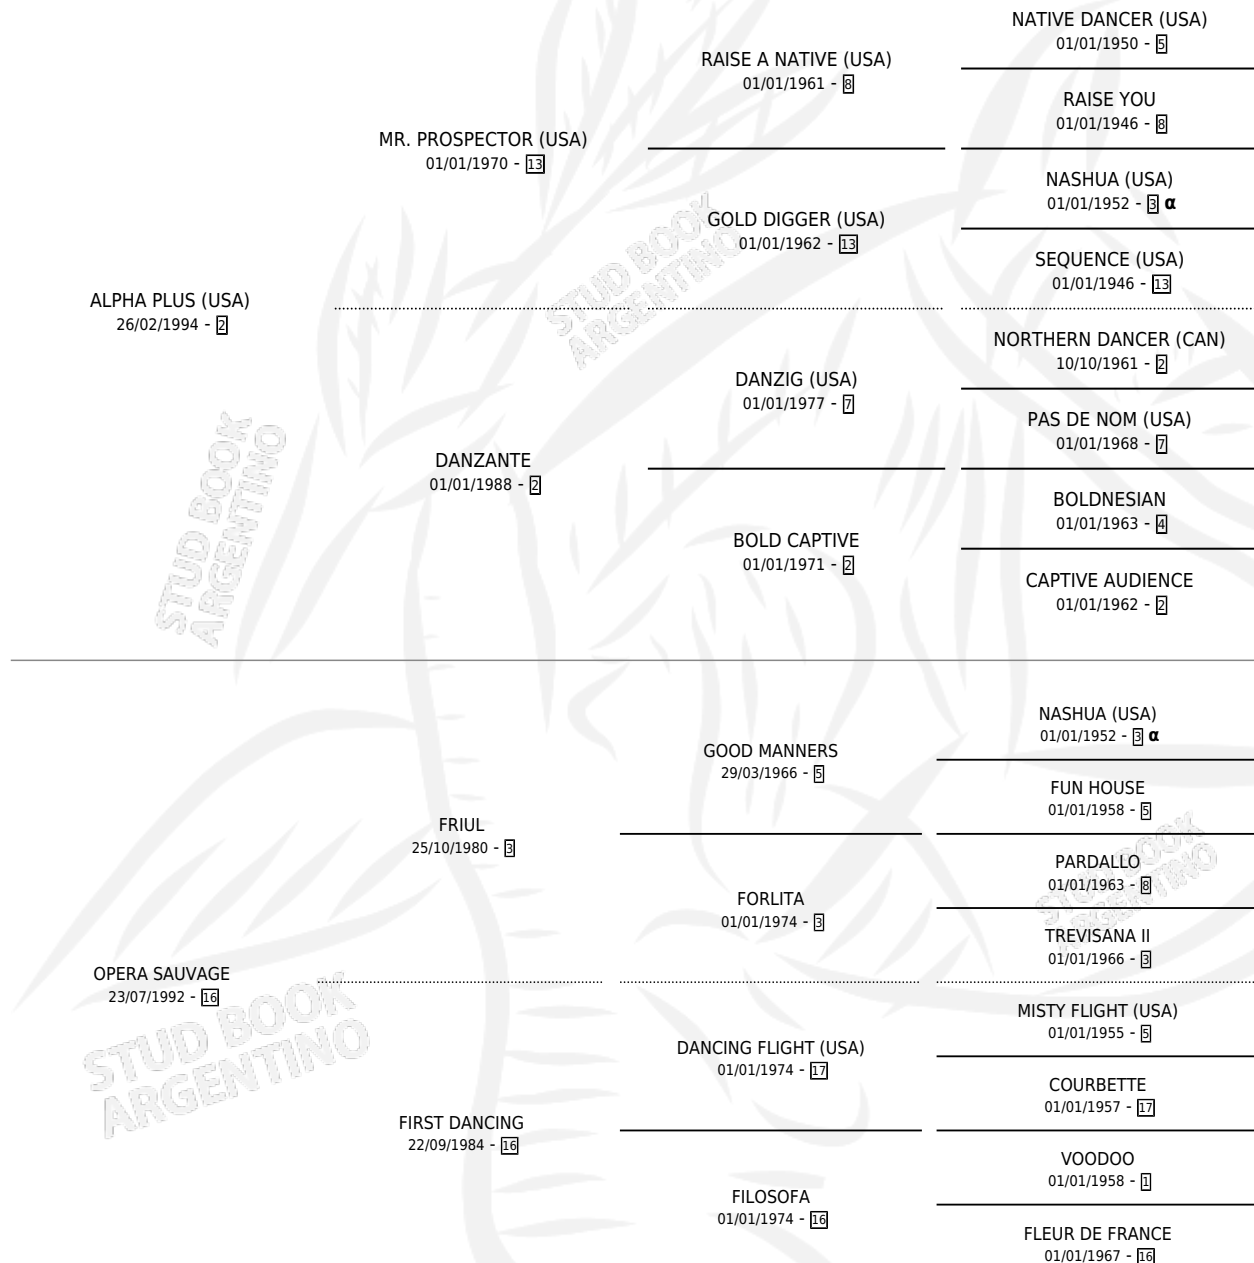 NATIVE DANCER (USA)
01/01/1950 - 5
RAISE A NATIVE (USA)
01/01/1961 - 8
RAISE YOU
01/01/1946 - 8
MR. PROSPECTOR (USA)
01/01/1970 - 13
NASHUA (USA)
01/01/1952 - 3 α
GOLD DIGGER (USA)
01/01/1962 - 13
SEQUENCE (USA)
01/01/1946 - 13
ALPHA PLUS (USA)
26/02/1994 - 2
NORTHERN DANCER (CAN)
10/10/1961 - 2
DANZIG (USA)
01/01/1977 - 7
PAS DE NOM (USA)
01/01/1968 - 7
DANZANTE
01/01/1988 - 2
BOLDNESIAN
01/01/1963 - 4
BOLD CAPTIVE
01/01/1971 - 2
CAPTIVE AUDIENCE
01/01/1962 - 2
NASHUA (USA)
01/01/1952 - 3 α
GOOD MANNERS
29/03/1966 - 5
FUN HOUSE
01/01/1958 - 5
FRIUL
25/10/1980 - 3
PARDALLO
01/01/1963 - 8
FORLITA
01/01/1974 - 3
TREVISANA II
01/01/1966 - 3
OPERA SAUVAGE
23/07/1992 - 16
MISTY FLIGHT (USA)
01/01/1955 - 5
DANCING FLIGHT (USA)
01/01/1974 - 17
COURBETTE
01/01/1957 - 17
FIRST DANCING
22/09/1984 - 16
VOODOO
01/01/1958 - 1
FILOSOFA
01/01/1974 - 16
FLEUR DE FRANCE
01/01/1967 - 16
STUD BOOK
ARGENTINO
STUD BOOK
ARGENTINO
STUD BOOK
ARGENTINO
STUD BOOK
ARGENTINO